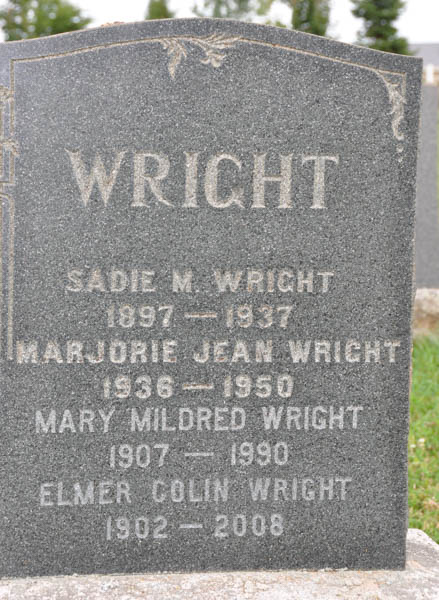 WRIGHT
SADIE M. WRIGHT
1897 — 1937
MARJORIE JEAN WRIGHT
1936 — 1950
MARY MILDRED WRIGHT
1907 — 1990
ELMER COLIN WRIGHT
1902 — 2008